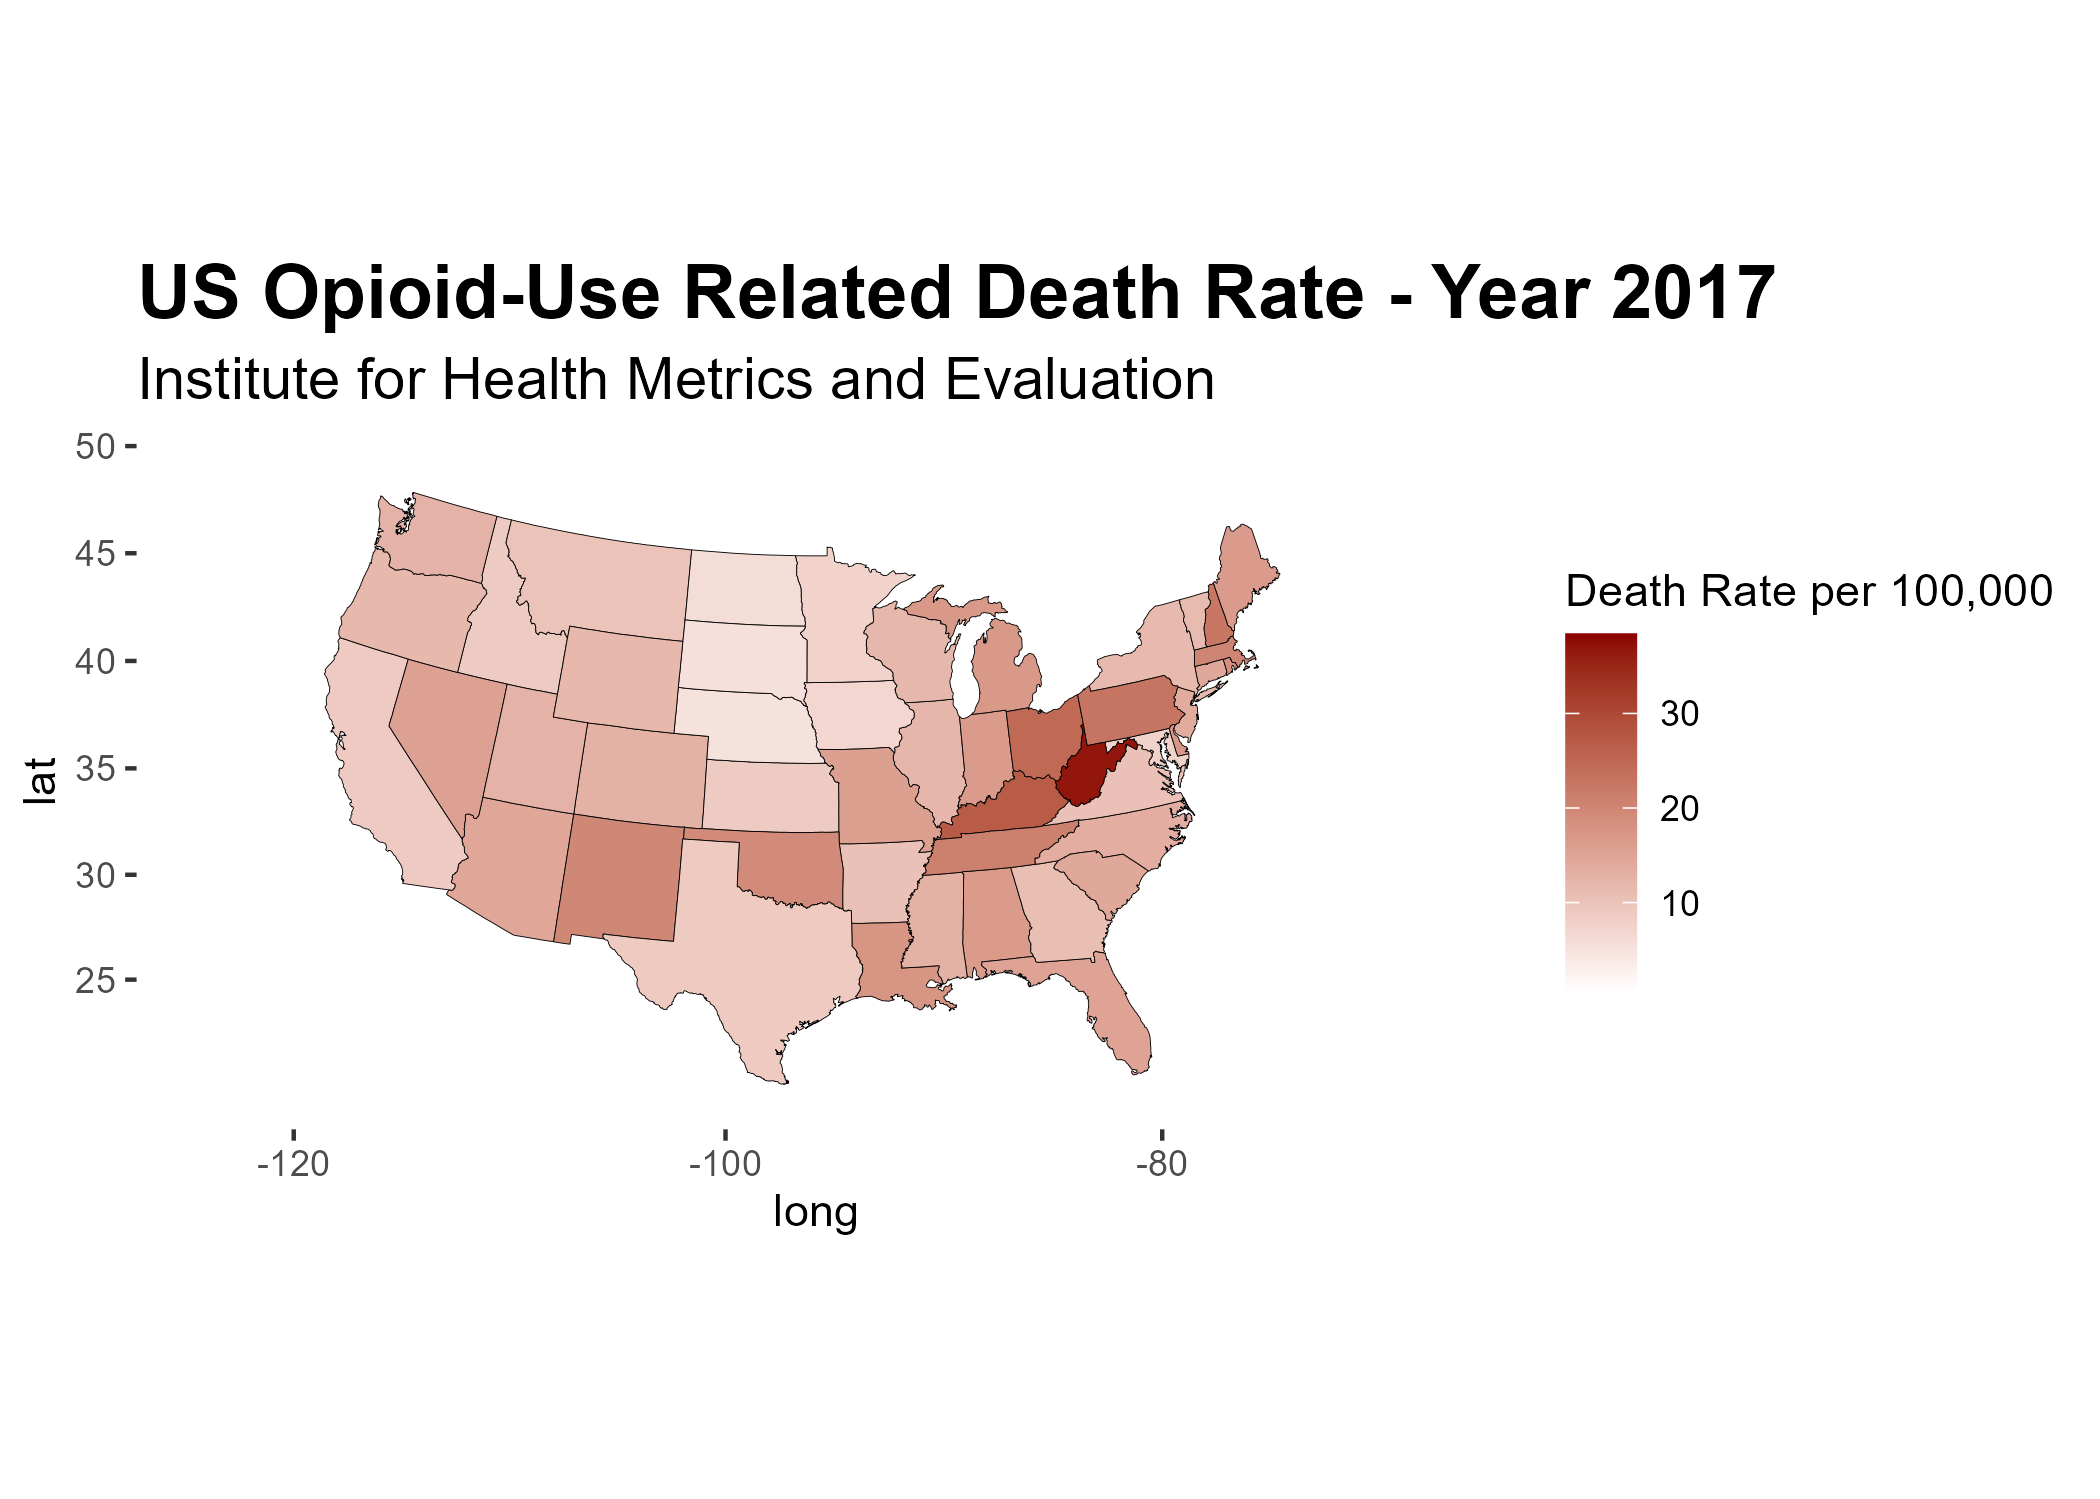 US Opioid-Use Related Death Rate - Year 2017
Institute for Health Metrics and Evaluation
50
45
40
35
30
25
lat
-120
-100
-80
long
Death Rate per 100,000
30
20
10